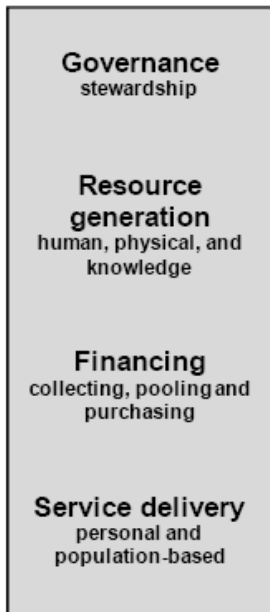 Governance
stewardship
Resource
generation
human, physical, and
knowledge
Financing
collecting, pooling and
purchasing
Service delivery
personal and
population-based